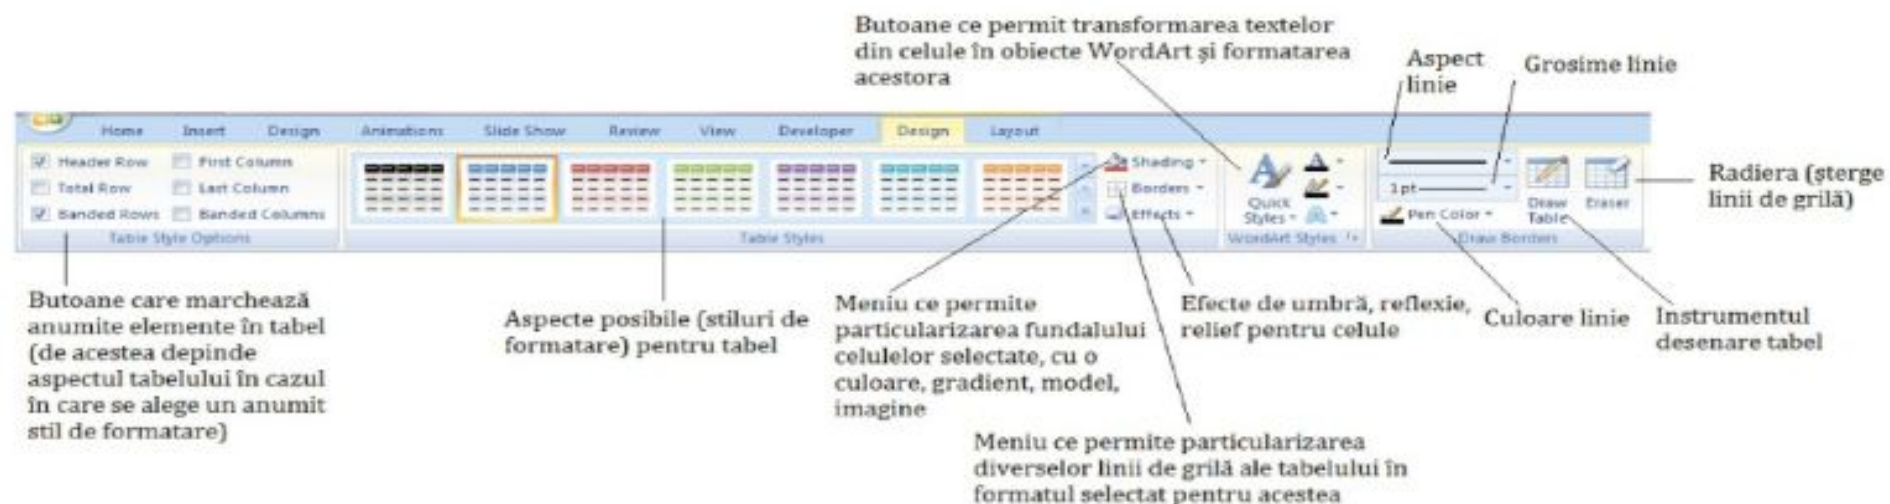 Butoane ce permit transformarea textelor
din celule în obiecte WordArt și formatarea
acestora
Aspect
linie
Grosime linie
Home Insert Design Animations Slide Show Review View Developer Design Layout
Header Row First Column
Total Row Last Column
Banded Rows Banded Columns
Table Style Options
Table Styles
Shading
Borders
Effects
Quick
Styles
WordArt Styles
1 pt
Pen Color
Draw
Table
Eraser
Draw Borders
Radiera (șterge
linii de grilă)
Butoane care marchează
anumite elemente în tabel
(de acestea depinde
aspectul tabelului în cazul
în care se alege un anumit
stil de formatare)
Aspecte posibile (stiluri de
formatare) pentru tabel
Meniu ce permite
particularizarea fundalului
celulelor selectate, cu o
culoare, gradient, model,
imagine
Efecte de umbră, reflexie,
relief pentru celule
Culoare linie
Instrumentul
desenare tabel
Meniu ce permite particularizarea
diverselor linii de grilă ale tabelului în
formatul selectat pentru acestea